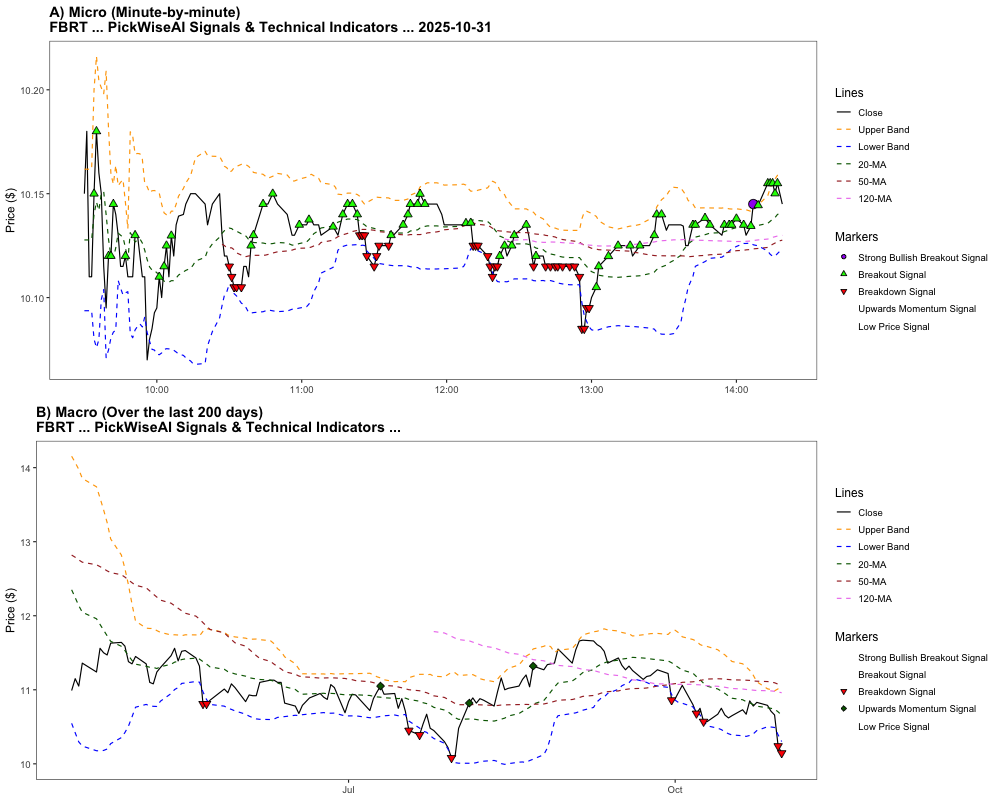 A) Micro (Minute-by-minute)
FBRT ... PickWiseAI Signals & Technical Indicators ... 2025-10-31
Price ($)
10.20
10.15
10.10
10:00
11:00
12:00
13:00
14:00
Lines
Close
Upper Band
Lower Band
20-MA
50-MA
120-MA
Markers
Strong Bullish Breakout Signal
Breakout Signal
Breakdown Signal
Upwards Momentum Signal
Low Price Signal
B) Macro (Over the last 200 days)
FBRT ... PickWiseAI Signals & Technical Indicators ...
Price ($)
14
13
12
11
10
Jul
Oct
Lines
Close
Upper Band
Lower Band
20-MA
50-MA
120-MA
Markers
Strong Bullish Breakout Signal
Breakout Signal
Breakdown Signal
Upwards Momentum Signal
Low Price Signal